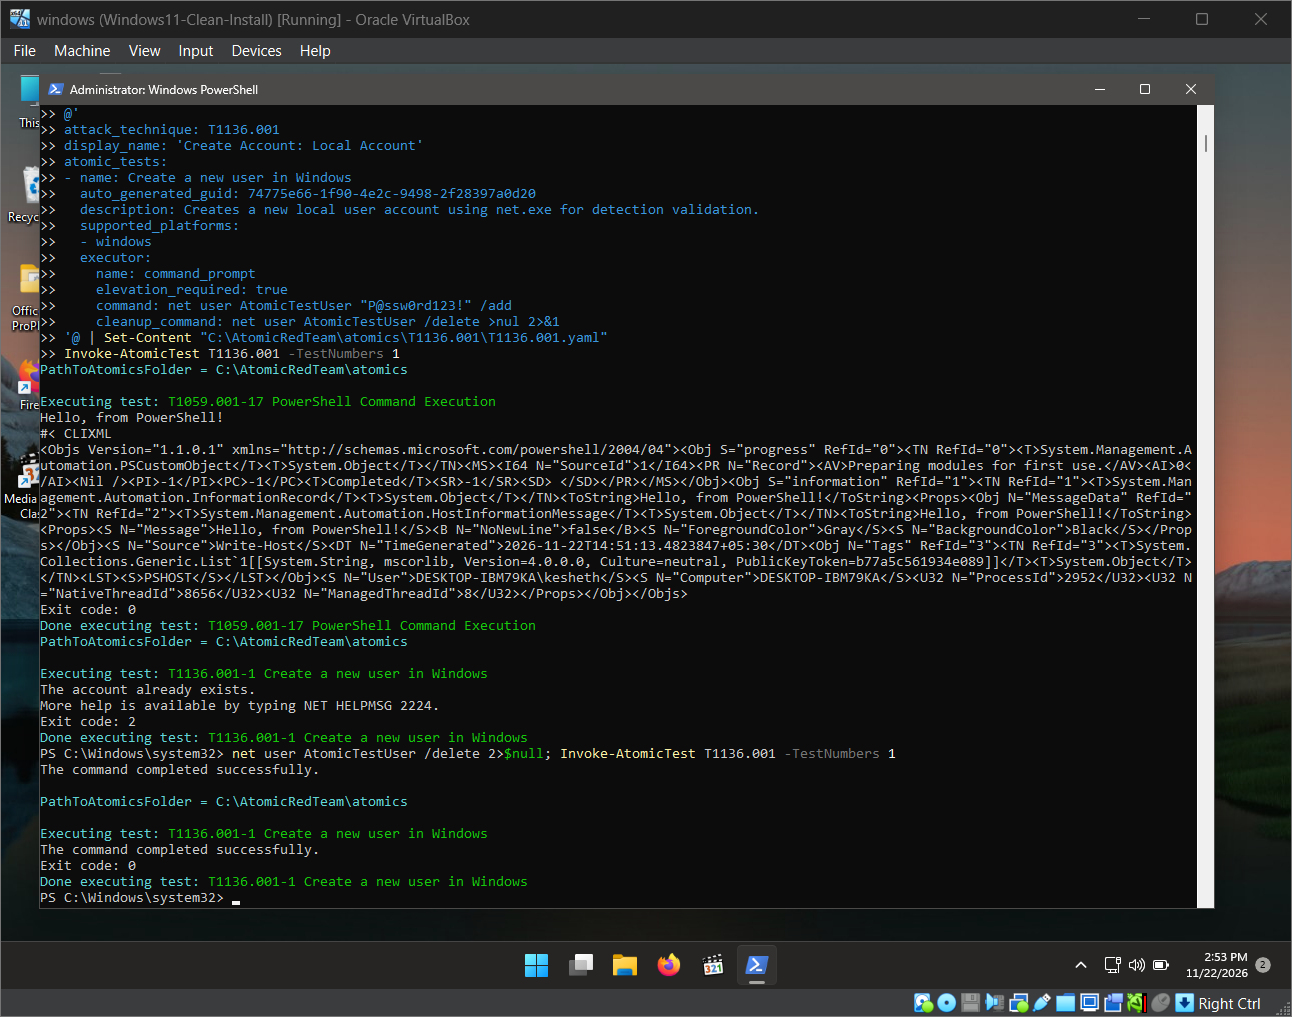 windows (Windows11-Clean-Install) [Running] - Oracle VirtualBox
File Machine View Input Devices Help
Administrator: Windows PowerShell
This
Recyc
Offic
ProPl
Fire
Media
Clas
>> @'
>> attack_technique: T1136.001
>> display_name: 'Create Account: Local Account'
>> atomic_tests:
>> - name: Create a new user in Windows
>>   auto_generated_guid: 74775e66-1f90-4e2c-9498-2f28397a0d20
>>   description: Creates a new local user account using net.exe for detection validation.
>>   supported_platforms:
>>   - windows
>>   executor:
>>     name: command_prompt
>>     elevation_required: true
>>     command: net user AtomicTestUser "P@ssw0rd123!" /add
>>     cleanup_command: net user AtomicTestUser /delete >nul 2>&1
>> '@ | Set-Content "C:\AtomicRedTeam\atomics\T1136.001\T1136.001.yaml"
>> Invoke-AtomicTest T1136.001 -TestNumbers 1
PathToAtomicsFolder = C:\AtomicRedTeam\atomics
Executing test: T1059.001-17 PowerShell Command Execution
Hello, from PowerShell!
#< CLIXML
<Objs Version="1.1.0.1" xmlns="http://schemas.microsoft.com/powershell/2004/04"><Obj S="progress" RefId="0"><TN RefId="0"><T>System.Management.A
utomation.PSCustomObject</T><T>System.Object</T></TN><MS><I64 N="SourceId">1</I64><PR N="Record"><AV>Preparing modules for first use.</AV><AI>0<
/AI><Nil /><PI>-1</PI><PC>-1</PC><T>Completed</T><SR>-1</SR><SD> </SD></PR></MS></Obj><Obj S="information" RefId="1"><TN RefId="1"><T>System.Man
agement.Automation.InformationRecord</T><T>System.Object</T></TN><ToString>Hello, from PowerShell!</ToString><Props><Obj N="MessageData" RefId="
2"><TN RefId="2"><T>System.Management.Automation.HostInformationMessage</T><T>System.Object</T></TN><ToString>Hello, from PowerShell!</ToString>
<Props><S N="Message">Hello, from PowerShell!</S><B N="NoNewLine">false</B><S N="ForegroundColor">Gray</S><S N="BackgroundColor">Black</S></Prop
s></Obj><S N="Source">Write-Host</S><DT N="TimeGenerated">2026-11-22T14:51:13.4823847+05:30</DT><Obj N="Tags" RefId="3"><TN RefId="3"><T>System.
Collections.Generic.List`1[[System.String, mscorlib, Version=4.0.0.0, Culture=neutral, PublicKeyToken=b77a5c561934e089]]</T><T>System.Object</T>
</TN><LST><S>PSHOST</S></LST></Obj><S N="User">DESKTOP-IBM79KA\kesheth</S><S N="Computer">DESKTOP-IBM79KA</S><U32 N="ProcessId">2952</U32><U32 N
="NativeThreadId">8656</U32><U32 N="ManagedThreadId">8</U32></Props></Obj></Objs>
Exit code: 0
Done executing test: T1059.001-17 PowerShell Command Execution
PathToAtomicsFolder = C:\AtomicRedTeam\atomics
Executing test: T1136.001-1 Create a new user in Windows
The account already exists.
More help is available by typing NET HELPMSG 2224.
Exit code: 2
Done executing test: T1136.001-1 Create a new user in Windows
PS C:\Windows\system32> net user AtomicTestUser /delete 2>$null; Invoke-AtomicTest T1136.001 -TestNumbers 1
The command completed successfully.
PathToAtomicsFolder = C:\AtomicRedTeam\atomics
Executing test: T1136.001-1 Create a new user in Windows
The command completed successfully.
Exit code: 0
Done executing test: T1136.001-1 Create a new user in Windows
PS C:\Windows\system32>
321
2:53 PM
11/22/2026
2
Right Ctrl